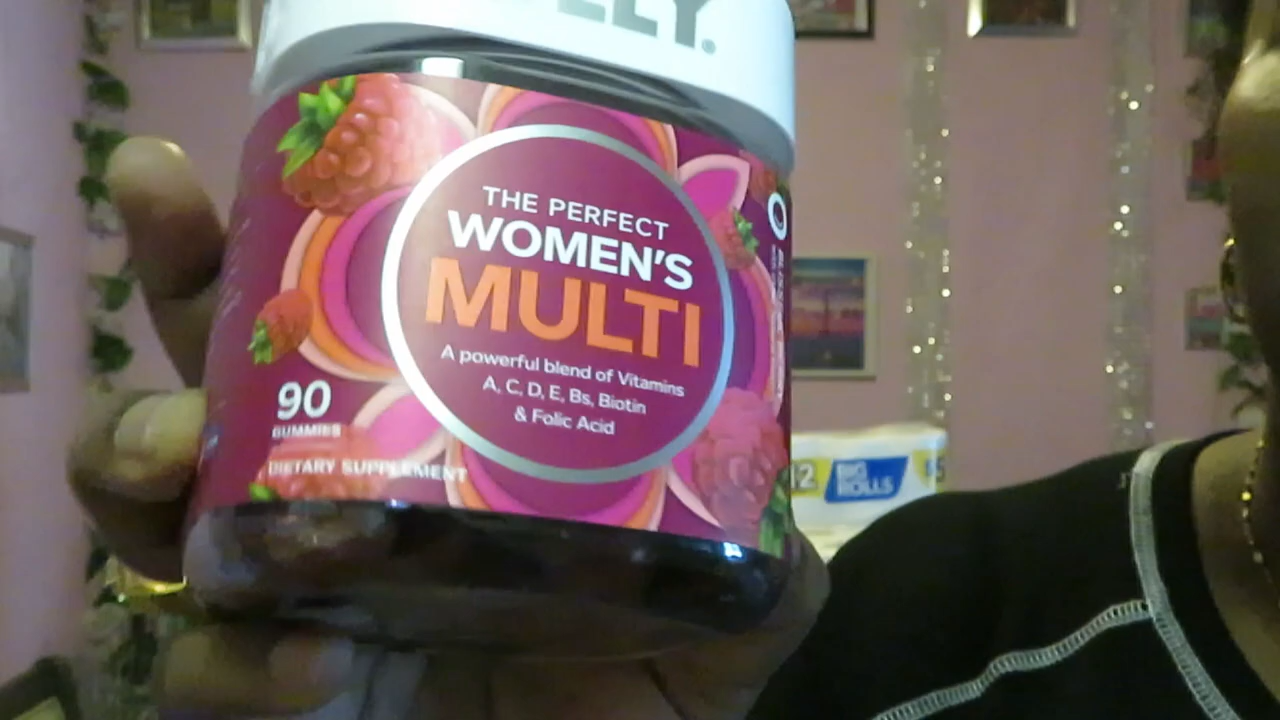 LLY.
THE PERFECT
WOMEN'S
MULTI
A powerful blend of Vitamins
A, C, D, E, Bs, Biotin
& Folic Acid
90
GUMMIES
DIETARY SUPPLEMENT
12
BIG
ROLLS